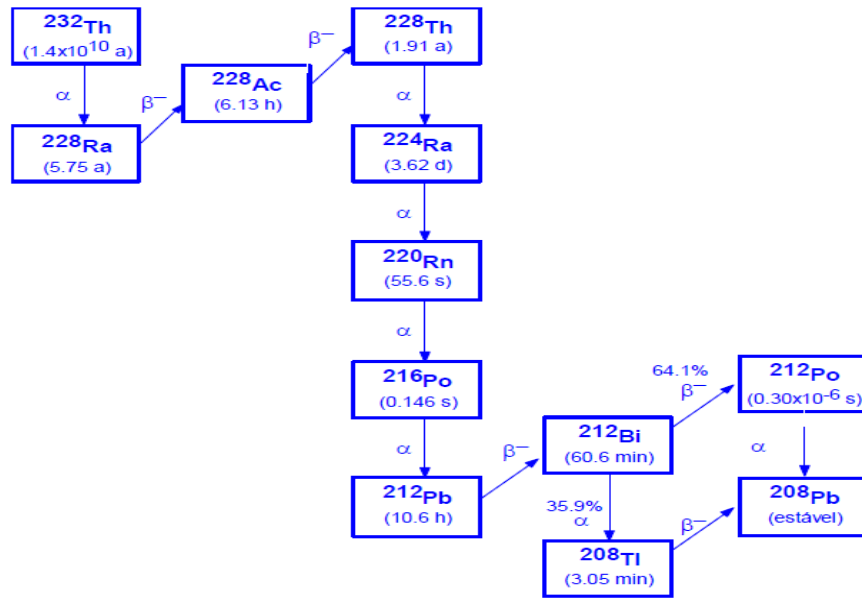 ²³²Th
(1.4x10¹⁰ a)
α
²²⁸Ra
(5.75 a)
β⁻
²²⁸Ac
(6.13 h)
β⁻
²²⁸Th
(1.91 a)
α
²²⁴Ra
(3.62 d)
α
²²⁰Rn
(55.6 s)
α
²¹⁶Po
(0.146 s)
α
²¹²Pb
(10.6 h)
β⁻
²¹²Bi
(60.6 min)
64.1%
β⁻
²¹²Po
(0.30x10⁻⁶ s)
α
35.9%
α
²⁰⁸Tl
(3.05 min)
β⁻
²⁰⁸Pb
(estável)